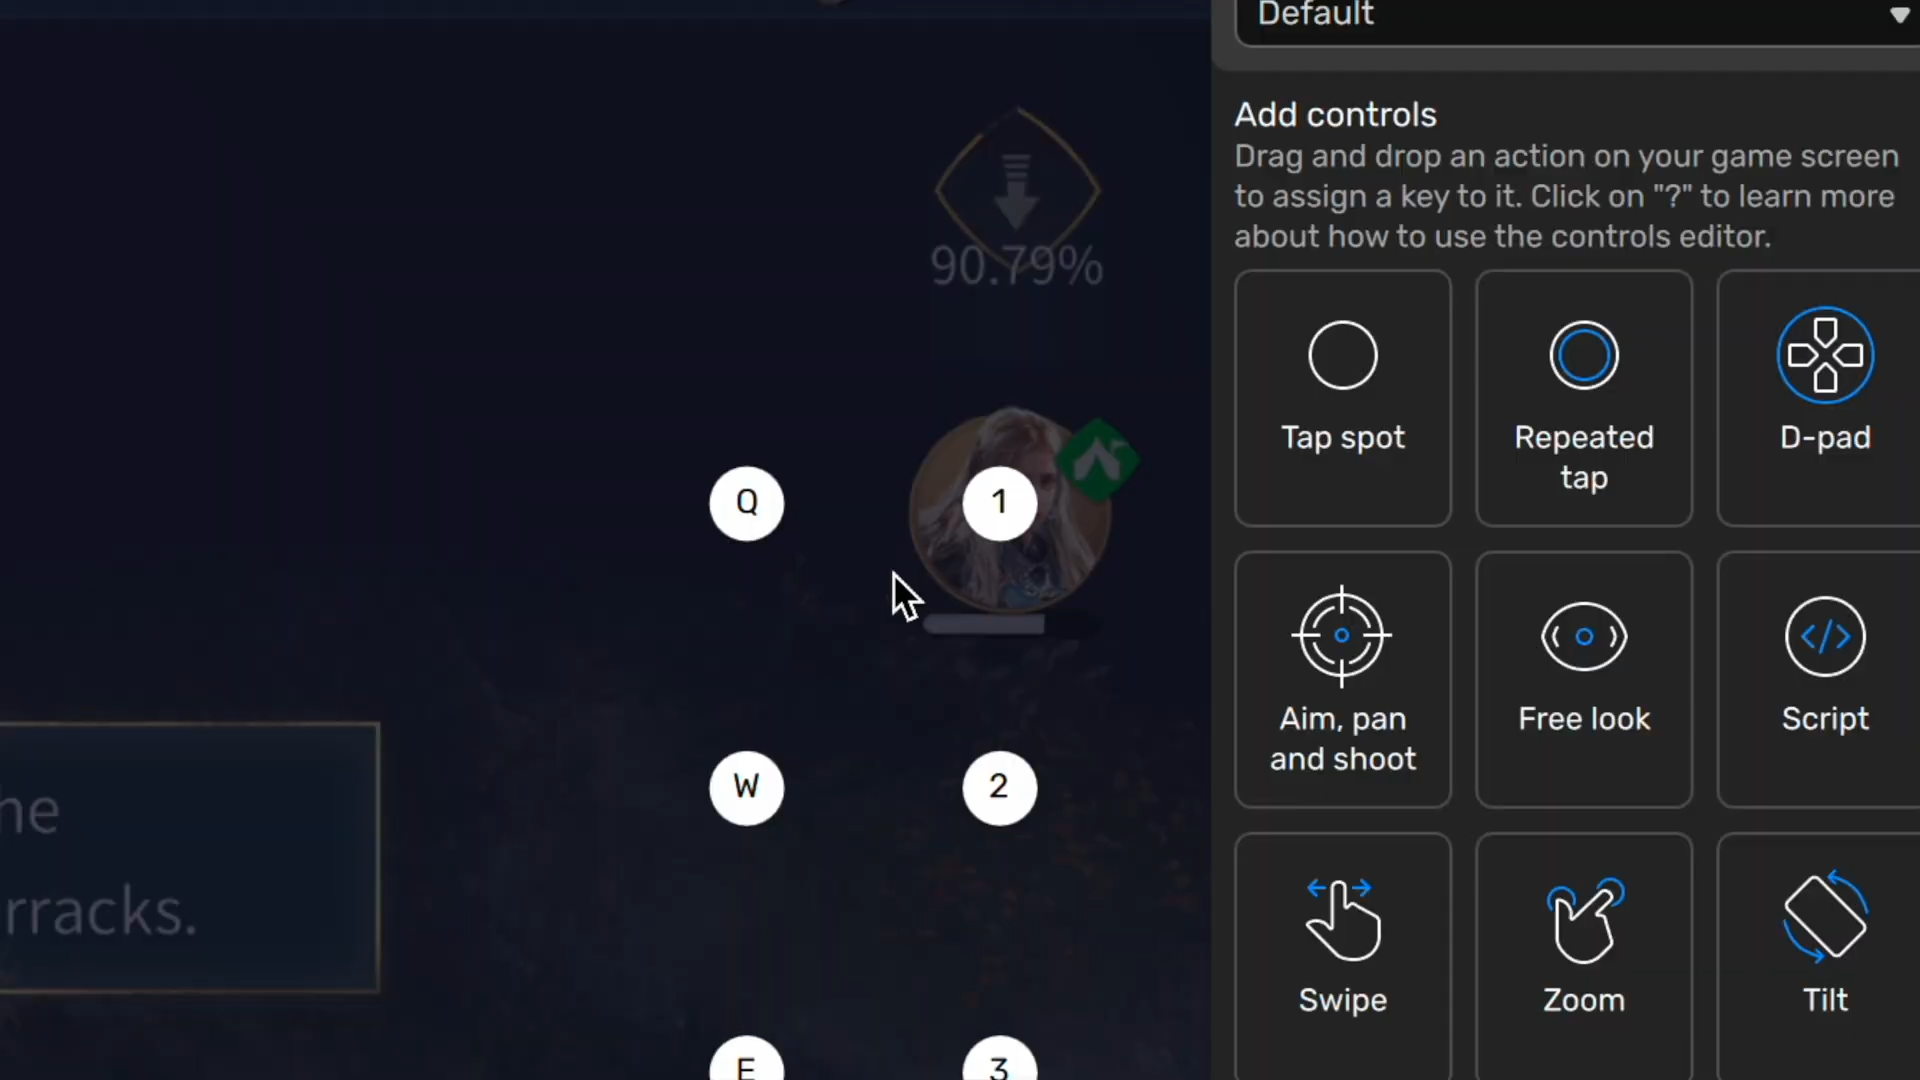 Default
Add controls
Drag and drop an action on your game screen
to assign a key to it. Click on "?" to learn more
about how to use the controls editor.
90.79%
Tap spot
Repeated
tap
D-pad
Q
1
Aim, pan
and shoot
Free look
Script
W
2
he
rracks.
Swipe
Zoom
Tilt
E
3